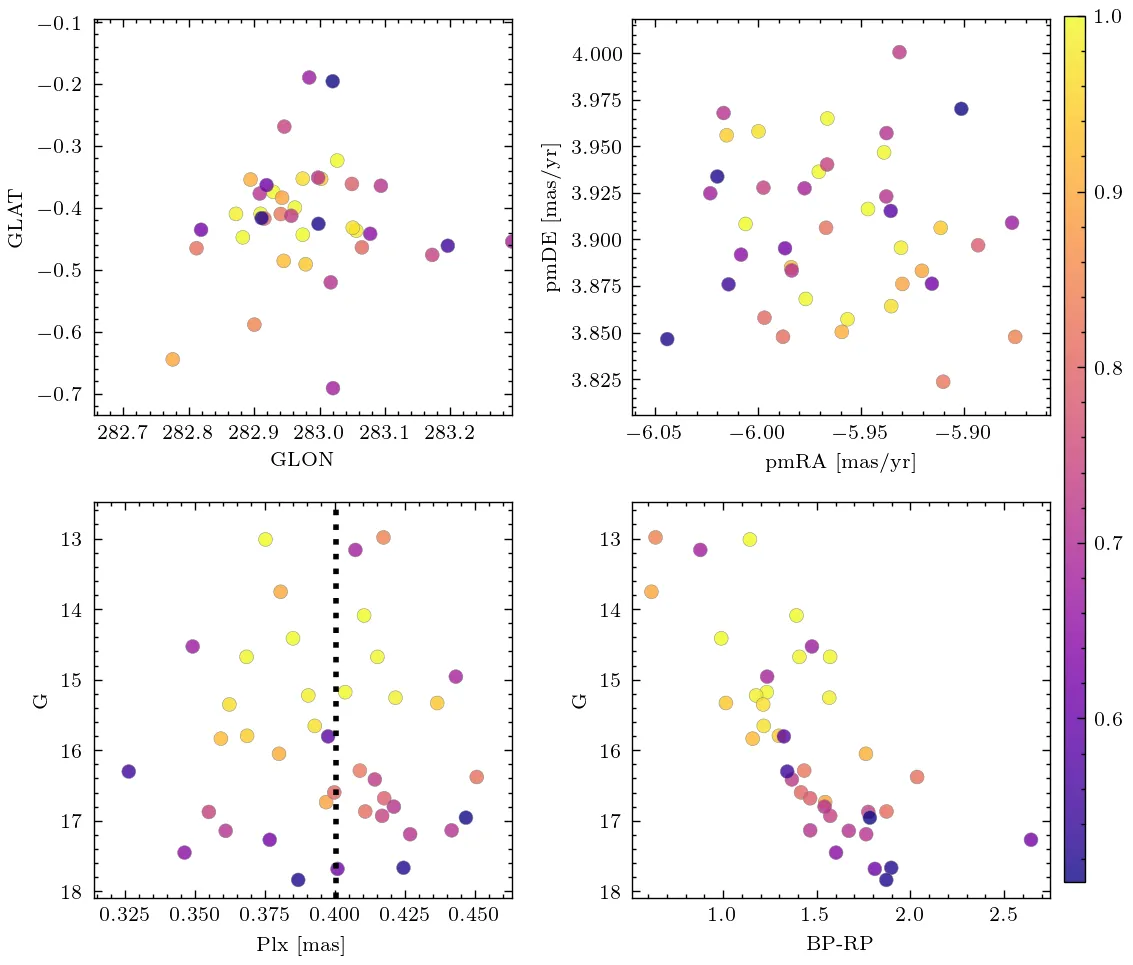 −0.1
−0.2
−0.3
−0.4
−0.5
−0.6
−0.7
GLAT
282.7 282.8 282.9 283.0 283.1 283.2
GLON
4.000
3.975
3.950
3.925
3.900
3.875
3.850
3.825
pmDE [mas/yr]
−6.05 −6.00 −5.95 −5.90
pmRA [mas/yr]
1.0
0.9
0.8
0.7
0.6
13
14
15
16
17
18
G
0.325 0.350 0.375 0.400 0.425 0.450
Plx [mas]
13
14
15
16
17
18
G
1.0 1.5 2.0 2.5
BP-RP